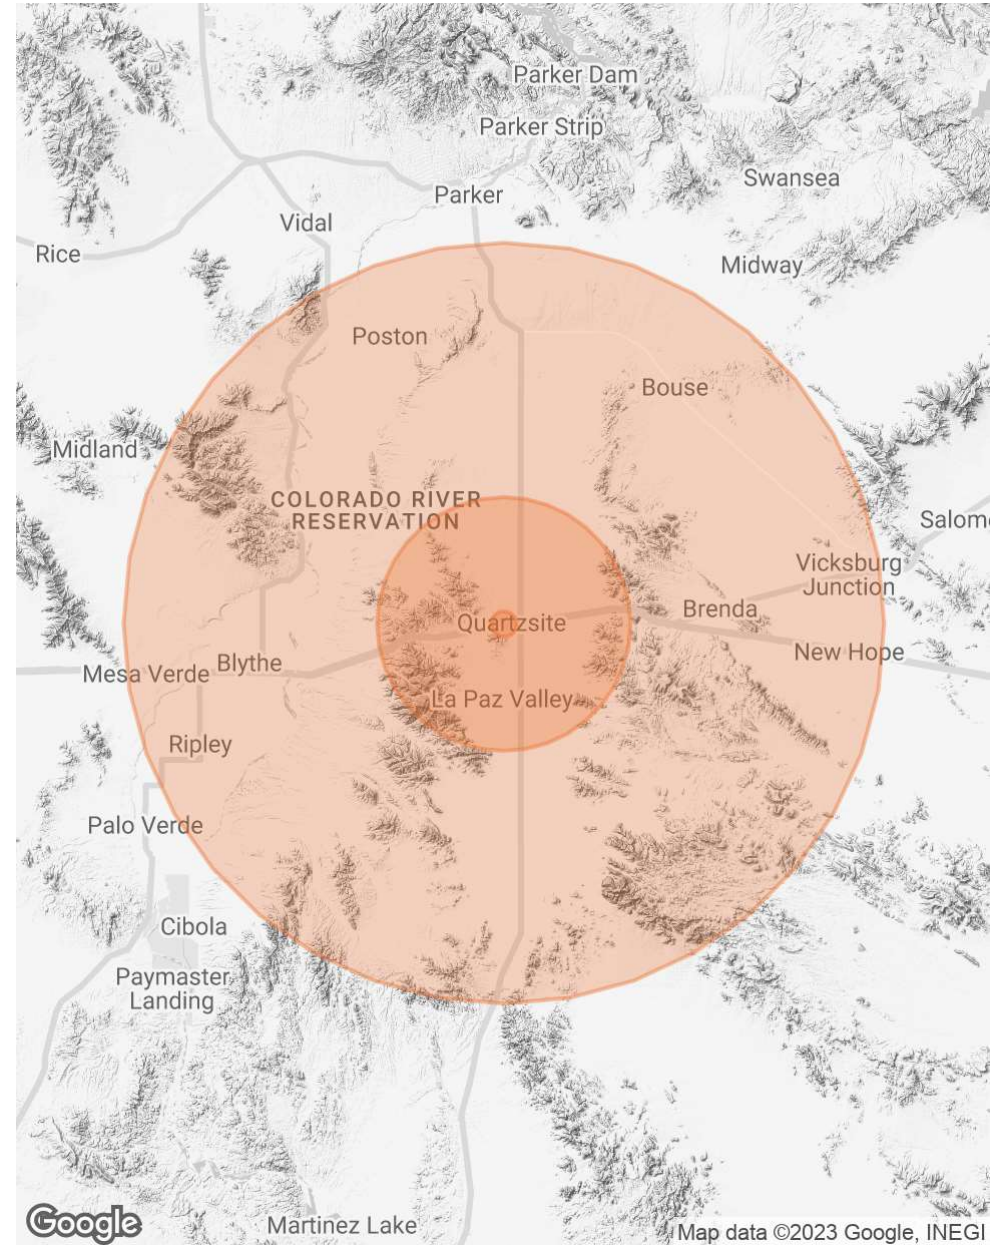 Parker Dam
Parker Strip
Swansea
Parker
Vidal
Rice
Midway
Poston
Bouse
Midland
COLORADO RIVER
RESERVATION
Salom
Vicksburg
Junction
Brenda
Quartzsite
New Hope
Blythe
Mesa Verde
La Paz Valley
Ripley
Palo Verde
Cibola
Paymaster
Landing
Martinez Lake
Google
Map data ©2023 Google, INEGI